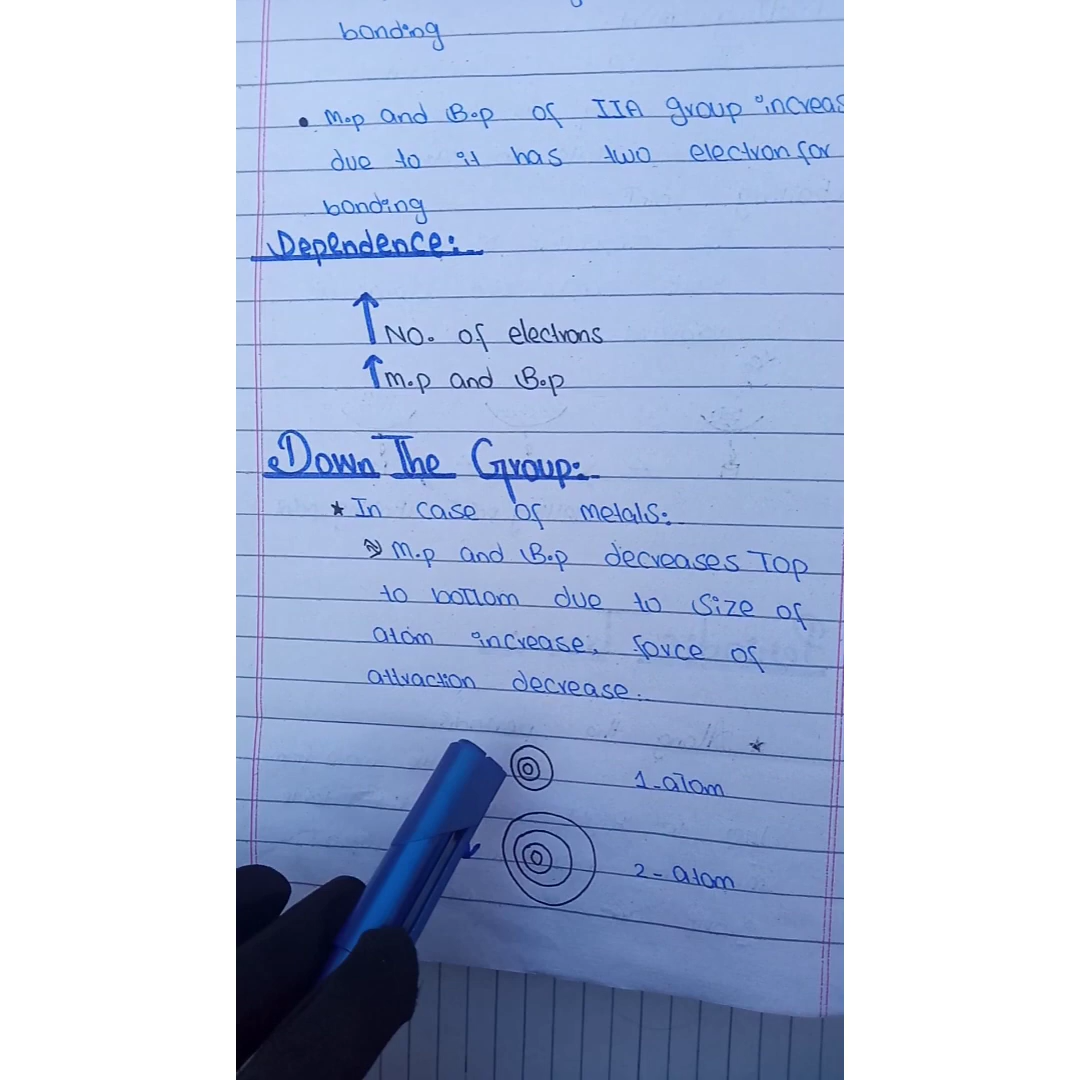 bonding
• M.p and B.p of IIA group increas
due to it has two electron for
bonding
Dependence:-
↑ No. of electrons
↑ m.p and B.p
Down The Group:-
* In case of metals:-
M.p and B.p decreases Top
to bottom due to size of
atom increase, force of
attraction decrease.
1-atom
2-atom